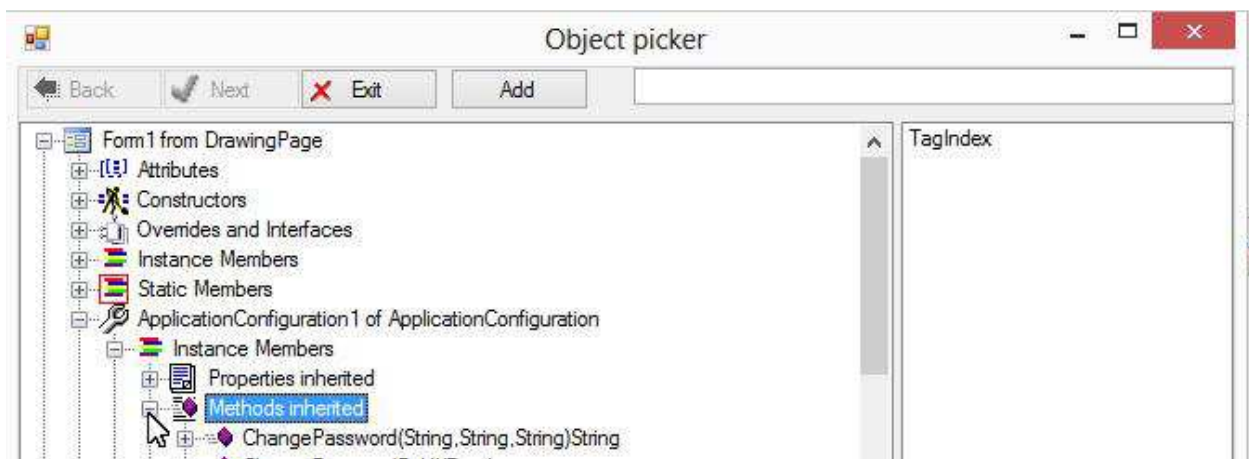 Object picker
Back Next Exit Add
Form1 from DrawingPage
TagIndex
Attributes
Constructors
Overrides and Interfaces
Instance Members
Static Members
ApplicationConfiguration1 of ApplicationConfiguration
Instance Members
Properties inherited
Methods inherited
ChangePassword(String,String,String)String